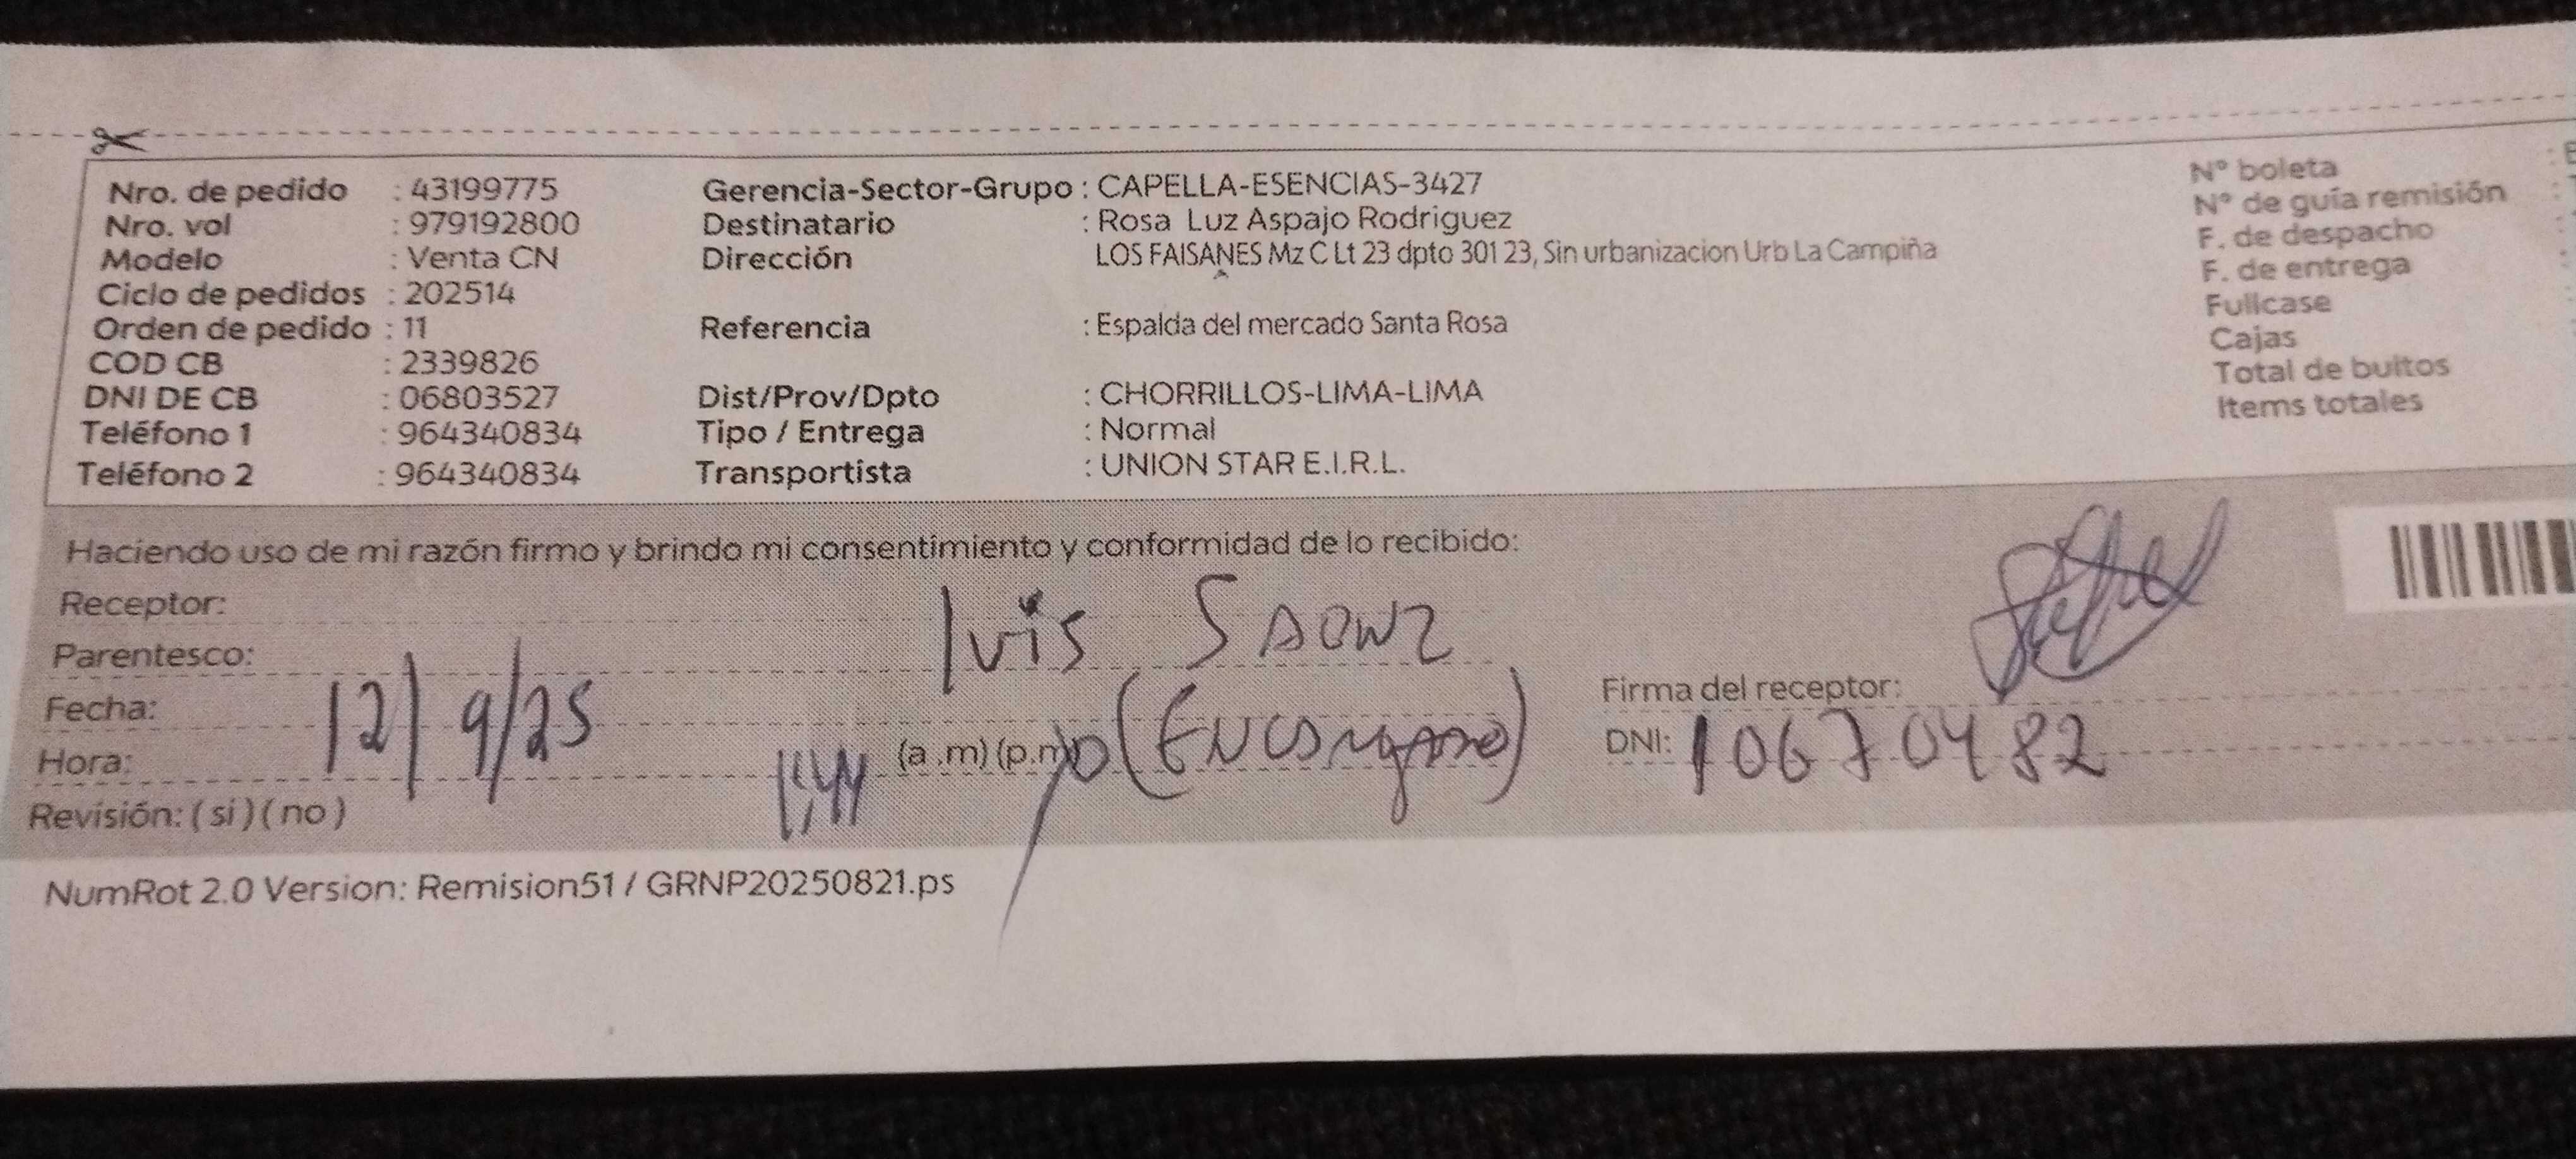 Nro. de pedido : 43199775 Gerencia-Sector-Grupo : CAPELLA-ESENCIAS-3427 N° boleta
Nro. vol : 979192800 Destinatario : Rosa Luz Aspajo Rodriguez N° de guía remisión
Modelo : Venta CN Dirección LOS FAISANES Mz C Lt 23 dpto 301 23, Sin urbanizacion Urb La Campiña F. de despacho
Ciclo de pedidos : 202514 F. de entrega
Orden de pedido : 11 Referencia : Espalda del mercado Santa Rosa Fullcase
COD CB : 2339826 Cajas
DNI DE CB : 06803527 Dist/Prov/Dpto : CHORRILLOS-LIMA-LIMA Total de bultos
Teléfono 1 : 964340834 Tipo / Entrega : Normal Items totales
Teléfono 2 : 964340834 Transportista : UNION STAR E.I.R.L.
Haciendo uso de mi razón firmo y brindo mi consentimiento y conformidad de lo recibido:
Receptor: luis
Parentesco:
Fecha: 12/9/25 Firma del receptor:
Hora: (a .m) (p.m) DNI: 10670482
Revisión: ( si ) ( no )
NumRot 2.0 Version: Remision51 / GRNP20250821.ps